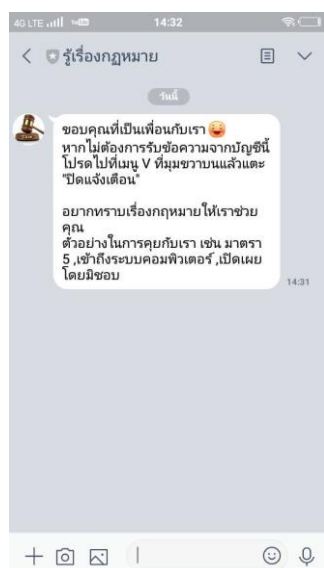 4G LTE 14:32
รู้เรื่องกฎหมาย
วันนี้
ขอบคุณที่เป็นเพื่อนกับเรา
หากไม่ต้องการรับข้อความจากบัญชีนี้
โปรดไปที่เมนู V ที่มุมขวาบนแล้วแตะ
"ปิดแจ้งเตือน"
อยากทราบเรื่องกฤหมายให้เราช่วย
คุณ
ตัวอย่างในการคุยกับเรา เช่น มาตรา
5 ,เข้าถึงระบบคอมพิวเตอร์ ,เปิดเผย
โดยมิชอบ
14:31